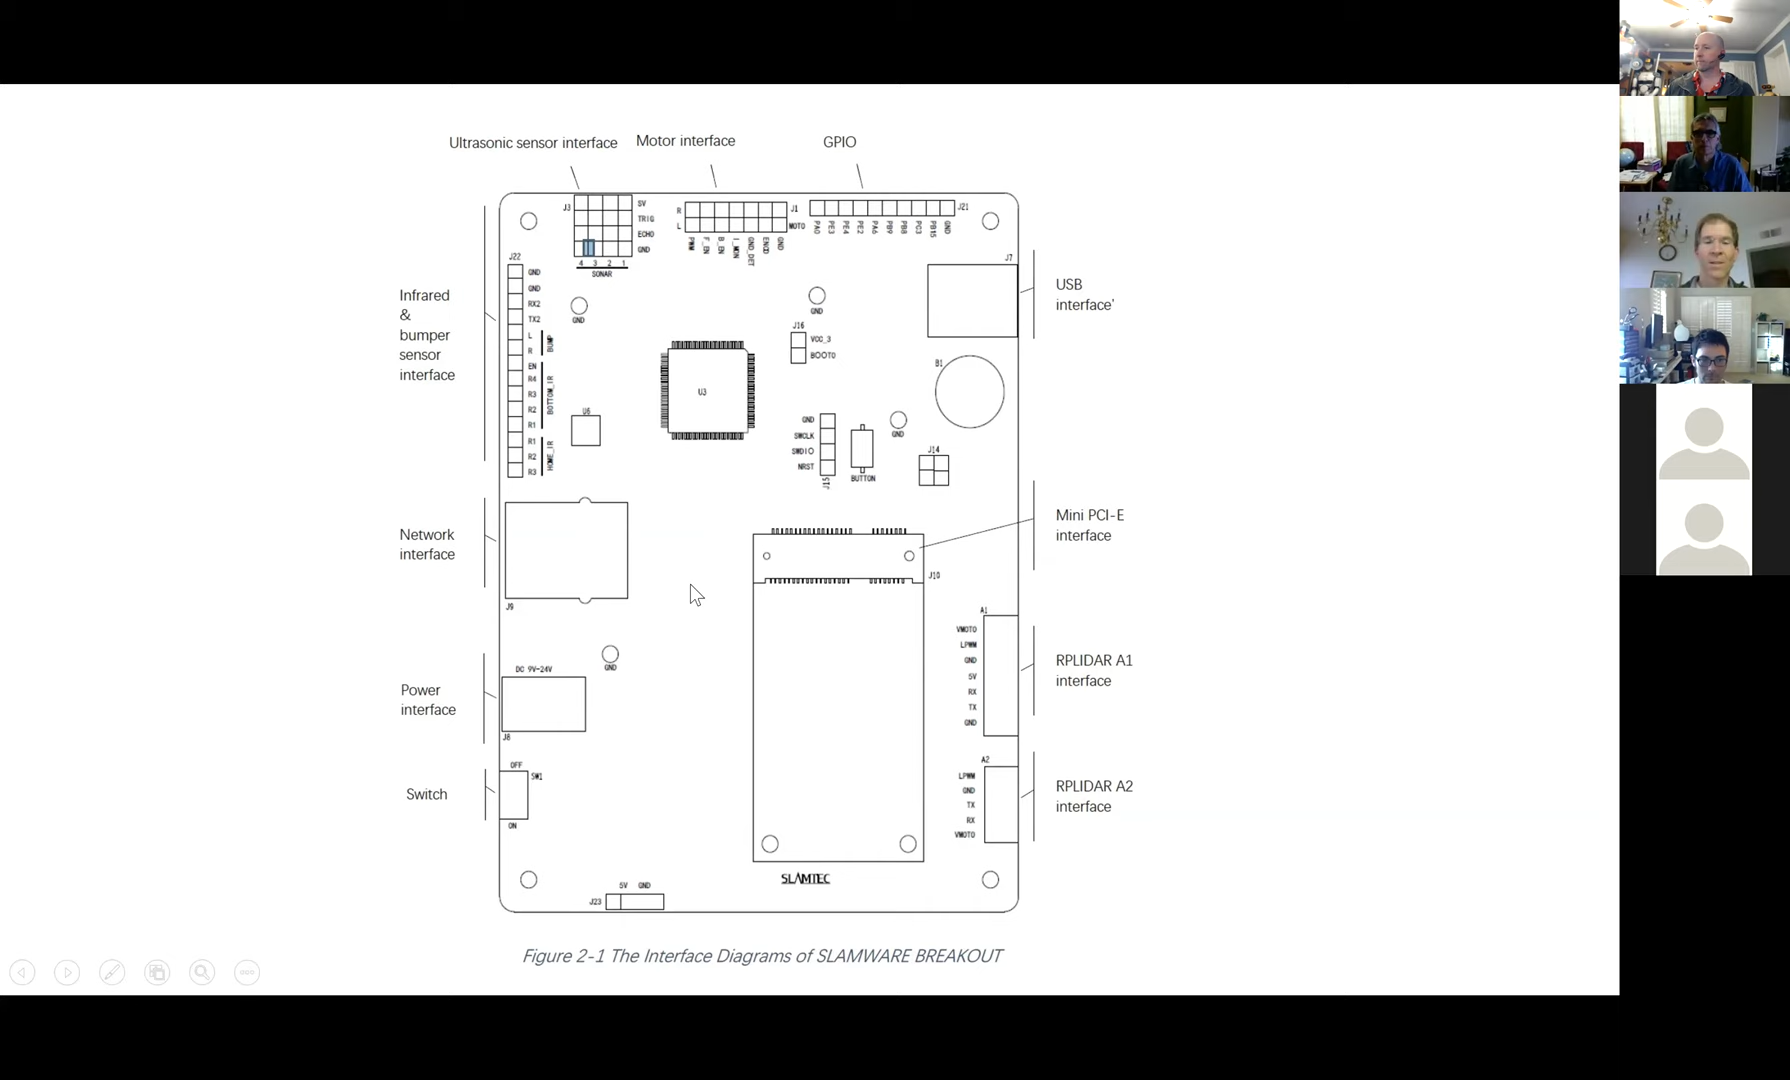 Ultrasonic sensor interface
Motor interface
GPIO
J3
5V
TRIG
ECHO
GND
4 3 2 1
SONAR
R
L
J1
MOTO
PWM
F_EN
B_EN
I_MON
GND_DET
ENCD
GND
J21
PA0
PE3
PE4
PE2
PA6
PB9
PB8
PC3
PB15
GND
J22
GND
GND
RX2
TX2
L
R
BUMP
EN
R4
R3
R2
R1
BOTTOM_IR
R1
R2
R3
HOME_IR
Infrared
&
bumper
sensor
interface
GND
GND
J16
VCC_3
BOOT0
J7
USB
interface'
B1
U3
U6
GND
SWCLK
SWDIO
NRST
J15
BUTTON
GND
J14
Network
interface
J9
Mini PCI-E
interface
J10
GND
DC 9V-24V
Power
interface
J8
A1
VMOTO
LPWM
GND
5V
RX
TX
GND
RPLIDAR A1
interface
OFF
SW1
ON
Switch
A2
LPWM
GND
TX
RX
VMOTO
RPLIDAR A2
interface
SLAMTEC
5V GND
J23
Figure 2-1 The Interface Diagrams of SLAMWARE BREAKOUT